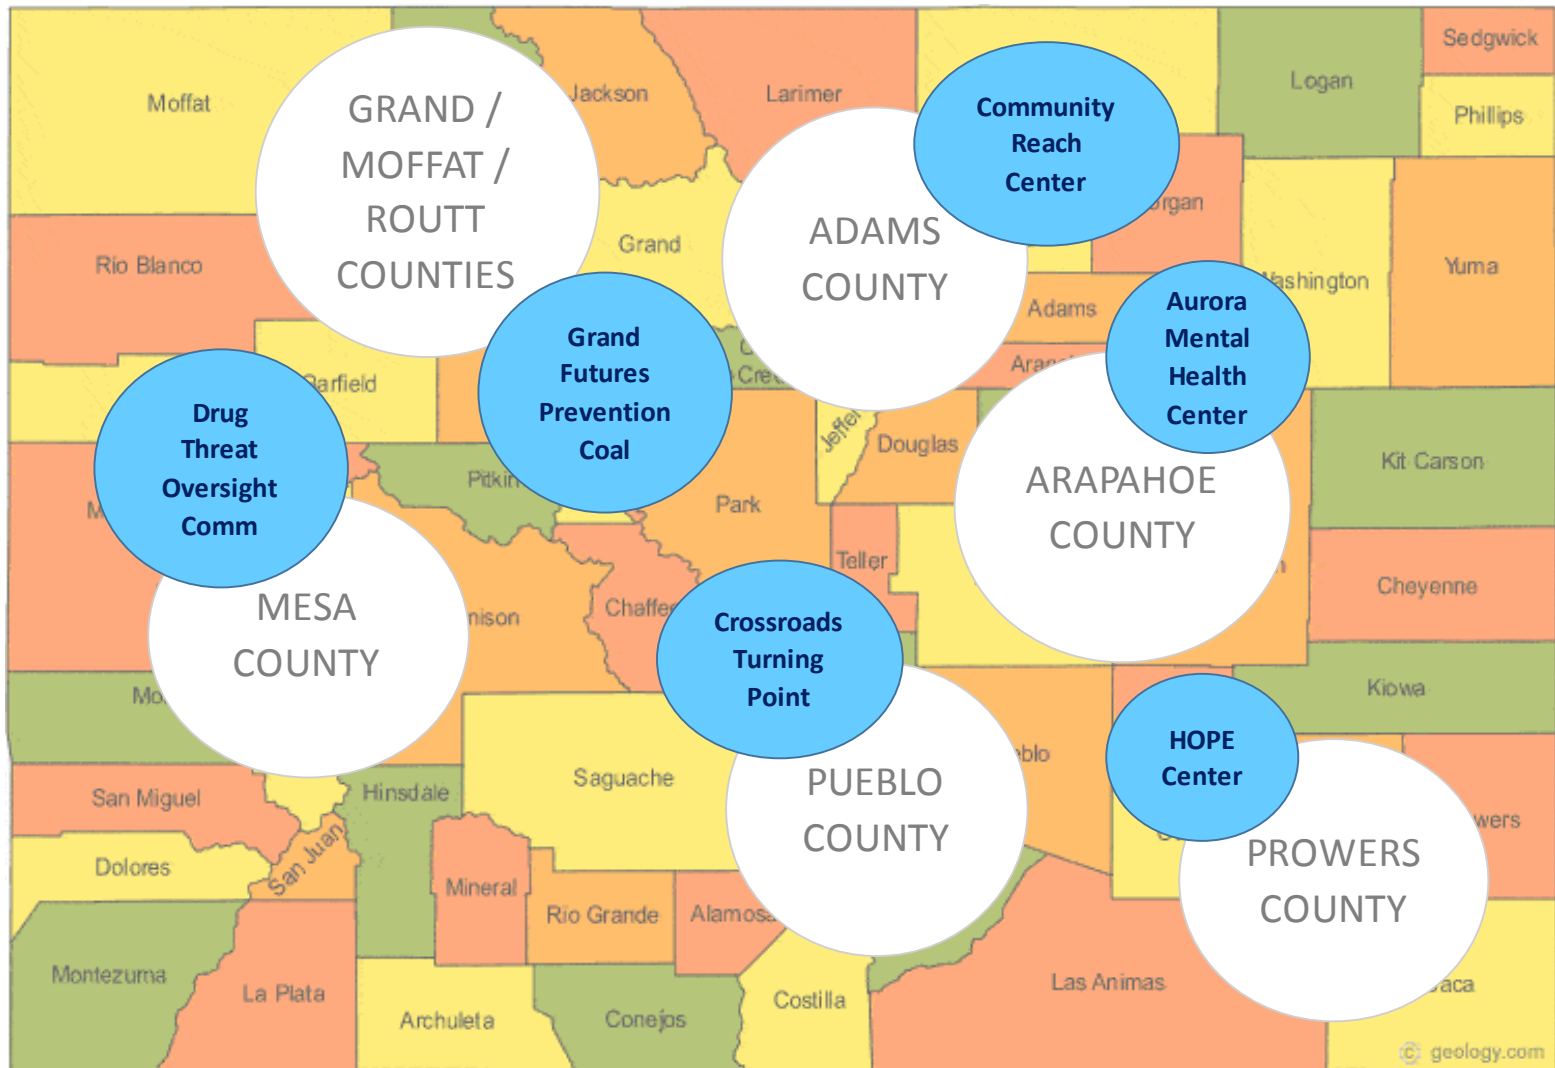 Moffat
GRAND /
MOFFAT /
ROUTT
COUNTIES
Jackson
Larimer
Community
Reach
Center
Logan
Sedgwick
Phillips
Rio Blanco
Grand
ADAMS
COUNTY
Adams
Yuma
Aurora
Mental
Health
Center
Grand
Futures
Prevention
Coal
Drug
Threat
Oversight
Comm
Pitkin
Park
Douglas
ARAPAHOE
COUNTY
Kit Carson
Teller
Cheyenne
MESA
COUNTY
Crossroads
Turning
Point
Kiowa
HOPE
Center
San Miguel
Hinsdale
Saguache
PUEBLO
COUNTY
PROWERS
COUNTY
Dolores
San Juan
Mineral
Rio Grande
Montezuma
La Plata
Archuleta
Conejos
Costilla
Las Animas
© geology.com